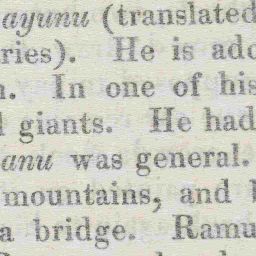 ayunu (translated
ries). He is ado
n. In one of his
l giants. He had
anu was general.
mountains, and
a bridge. Ramu